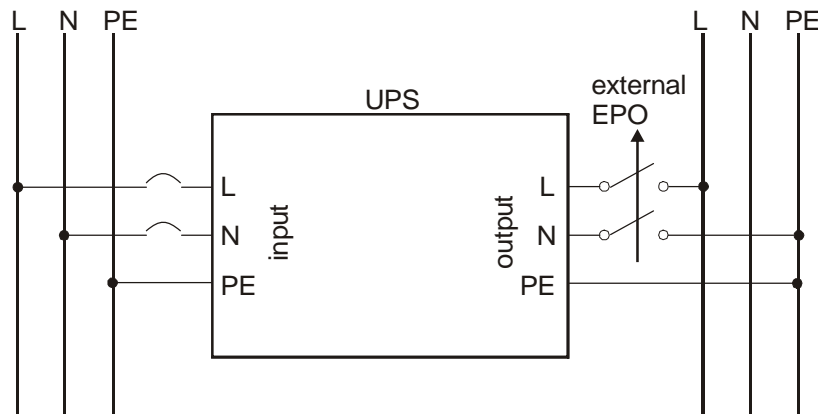 L N PE L N PE
UPS
external
EPO
L L
N N
PE PE
input
output